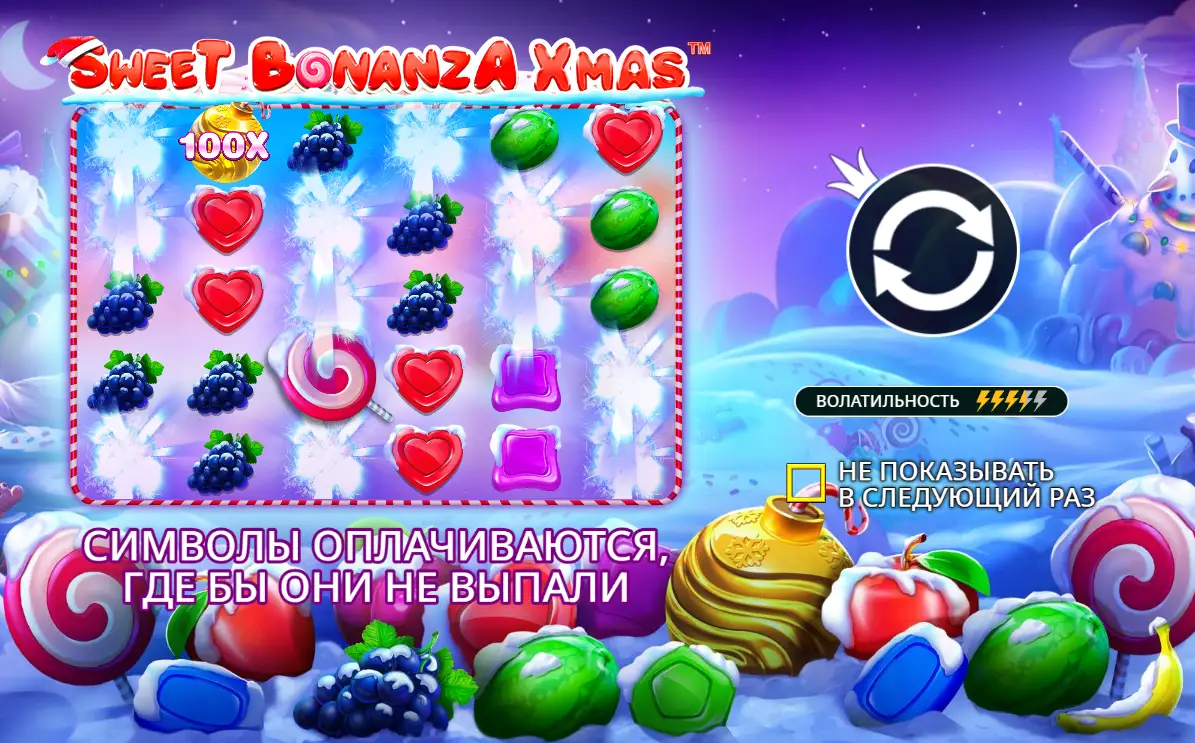 SWEET BONANZA XMAS™
100X
ВОЛАТИЛЬНОСТЬ
НЕ ПОКАЗЫВАТЬ
В СЛЕДУЮЩИЙ РАЗ
СИМВОЛЫ ОПЛАЧИВАЮТСЯ,
ГДЕ БЫ ОНИ НЕ ВЫПАЛИ